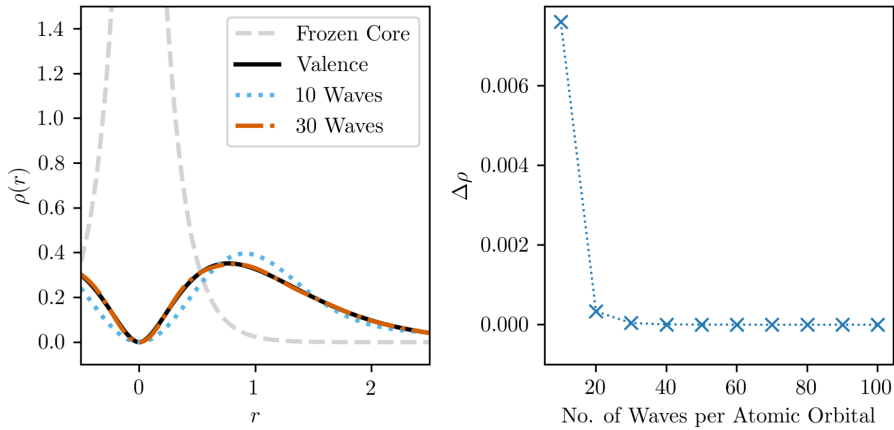 1.4
1.2
1.0
0.8
0.6
0.4
0.2
0.0
ρ(r)
0
1
2
r
Frozen Core
Valence
10 Waves
30 Waves
0.006
0.004
0.002
0.000
Δρ
20
40
60
80
100
No. of Waves per Atomic Orbital